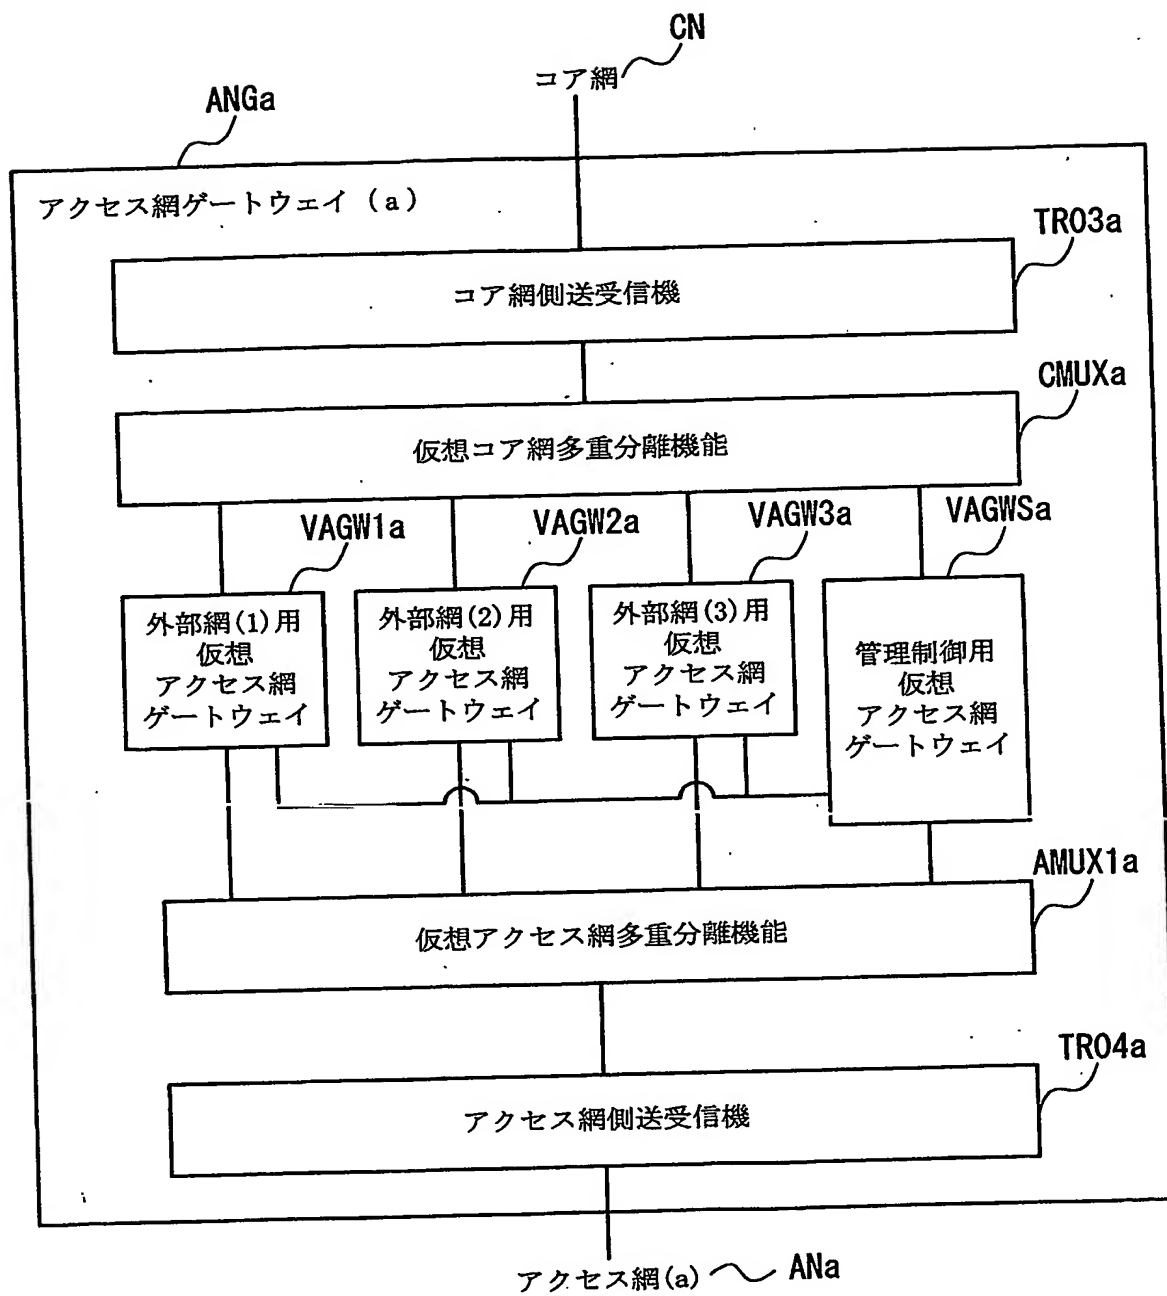 CN
コア網
ANGa
アクセス網ゲートウェイ(a)
TR03a
コア網側送受信機
CMUXa
仮想コア網多重分離機能
VAGW1a
VAGW2a
VAGW3a
VAGWSa
外部網(1)用
仮想
アクセス網
ゲートウェイ
外部網(2)用
仮想
アクセス網
ゲートウェイ
外部網(3)用
仮想
アクセス網
ゲートウェイ
管理制御用
仮想
アクセス網
ゲートウェイ
AMUX1a
仮想アクセス網多重分離機能
TR04a
アクセス網側送受信機
アクセス網(a)
ANa